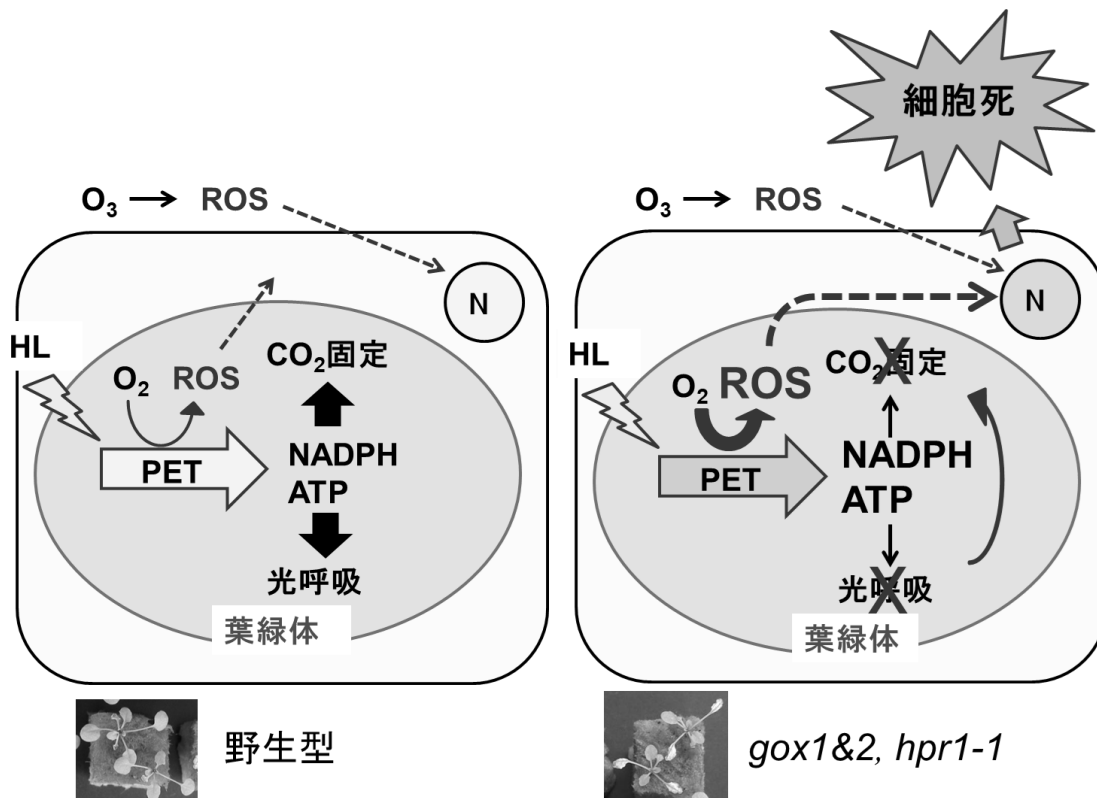 O₃ → ROS
N
HL
O₂ ROS
CO₂固定
PET
NADPH
ATP
光呼吸
葉緑体
野生型
細胞死
O₃ → ROS
N
HL
O₂ ROS
CO₂固定
PET
NADPH
ATP
光呼吸
葉緑体
gox1&2, hpr1-1